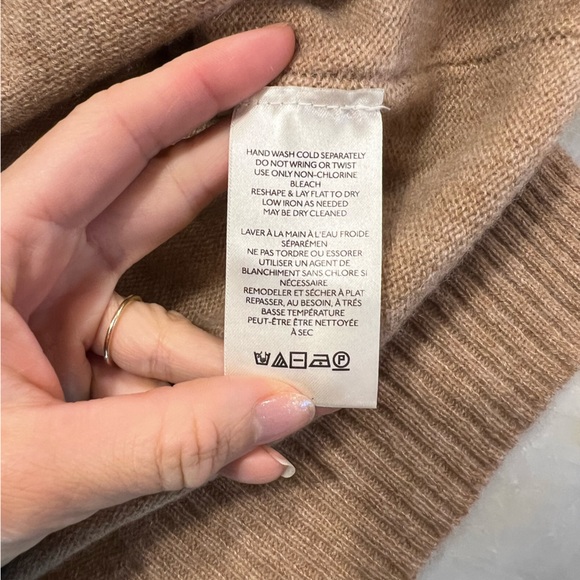 HAND WASH COLD SEPARATELY
DO NOT WRING OR TWIST
USE ONLY NON-CHLORINE
BLEACH
RESHAPE & LAY FLAT TO DRY
LOW IRON AS NEEDED
MAY BE DRY CLEANED
LAVER À LA MAIN À L'EAU FROIDE
SÉPARÉMEN
NE PAS TORDRE OU ESSORER
UTILISER UN AGENT DE
BLANCHIMENT SANS CHLORE SI
NÉCESSAIRE
REMODELER ET SÉCHER À PLAT
REPASSER, AU BESOIN, À TRÉS
BASSE TEMPÉRATURE
PEUT-ÊTRE ÊTRE NETTOYÉE
À SEC
P